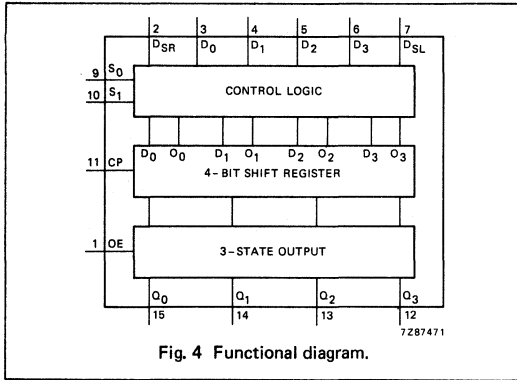 2 3 4 5 6 7
DSR D0 D1 D2 D3 DSL
9 S0
10 S1
CONTROL LOGIC
D0 O0 D1 O1 D2 O2 D3 O3
11 CP
4-BIT SHIFT REGISTER
1 OE
3-STATE OUTPUT
Q0 Q1 Q2 Q3
15 14 13 12
7Z87471
Fig. 4 Functional diagram.